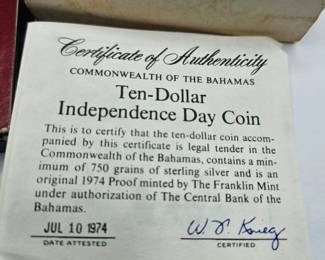 Certificate of Authenticity
COMMONWEALTH OF THE BAHAMAS
Ten-Dollar
Independence Day Coin
This is to certify that the ten-dollar coin accom-
panied by this certificate is legal tender in the
Commonwealth of the Bahamas, contains a min-
imum of 750 grains of sterling silver and is an
original 1974 Proof minted by The Franklin Mint
under authorization of The Central Bank of the
Bahamas.
JUL 10 1974
DATE ATTESTED
CERTIFIED